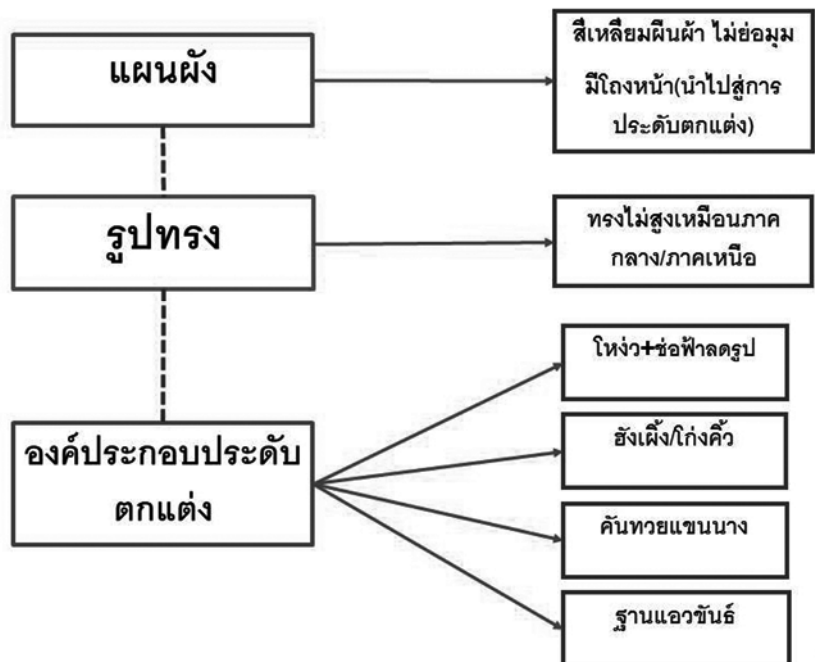 แผนผัง
สี่เหลี่ยมผืนผ้า ไม่ย่อมุม
มีโถงหน้า(นำไปสู่การ
ประดับตกแต่ง)
รูปทรง
ทรงไม่สูงเหมือนภาค
กลาง/ภาคเหนือ
องค์ประกอบประดับ
ตกแต่ง
โหง่ว+ช่อฟ้าลดรูป
ฮังเผิ้ง/โก่งคิ้ว
คันทวยแขนนาง
ฐานแอวขันธ์